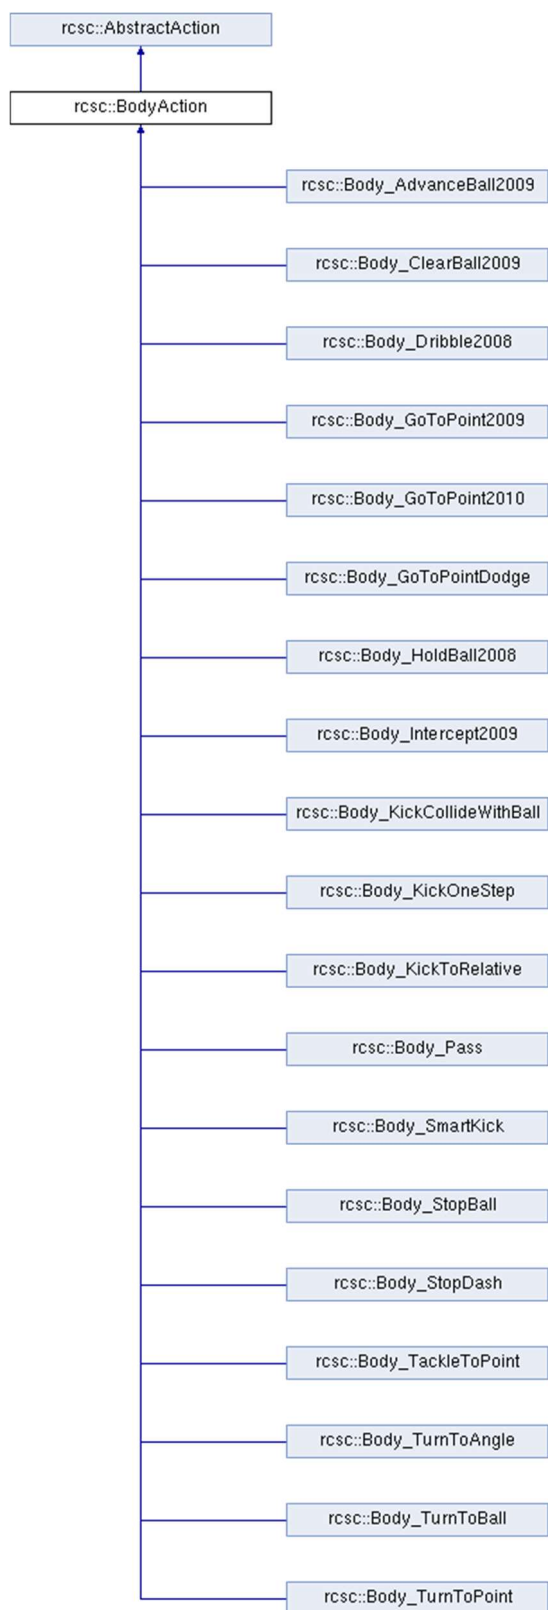 rcsc::AbstractAction
rcsc::BodyAction
rcsc::Body_AdvanceBall2009
rcsc::Body_ClearBall2009
rcsc::Body_Dribble2008
rcsc::Body_GoToPoint2009
rcsc::Body_GoToPoint2010
rcsc::Body_GoToPointDodge
rcsc::Body_HoldBall2008
rcsc::Body_Intercept2009
rcsc::Body_KickCollideWithBall
rcsc::Body_KickOneStep
rcsc::Body_KickToRelative
rcsc::Body_Pass
rcsc::Body_SmartKick
rcsc::Body_StopBall
rcsc::Body_StopDash
rcsc::Body_TackleToPoint
rcsc::Body_TurnToAngle
rcsc::Body_TurnToBall
rcsc::Body_TurnToPoint